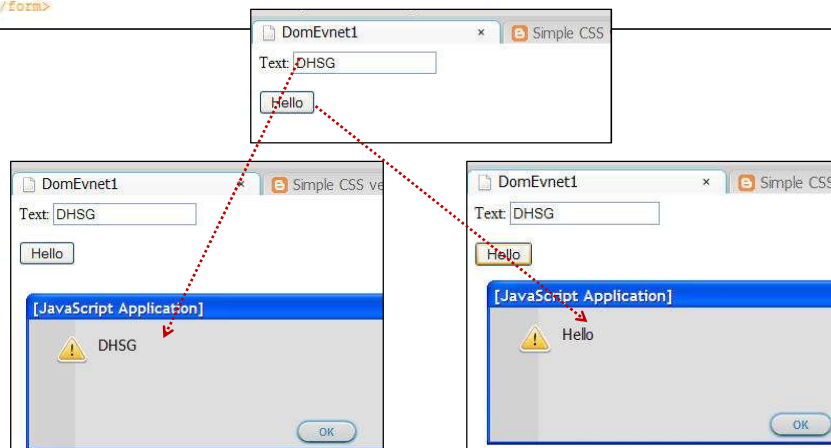 /form>
DomEvnet1 × Simple CSS
Text: DHSG
Hello
DomEvnet1 × Simple CSS ve
Text: DHSG
Hello
[JavaScript Application]
DHSG
OK
DomEvnet1 × Simple CSS
Text: DHSG
Hello
[JavaScript Application]
Hello
OK